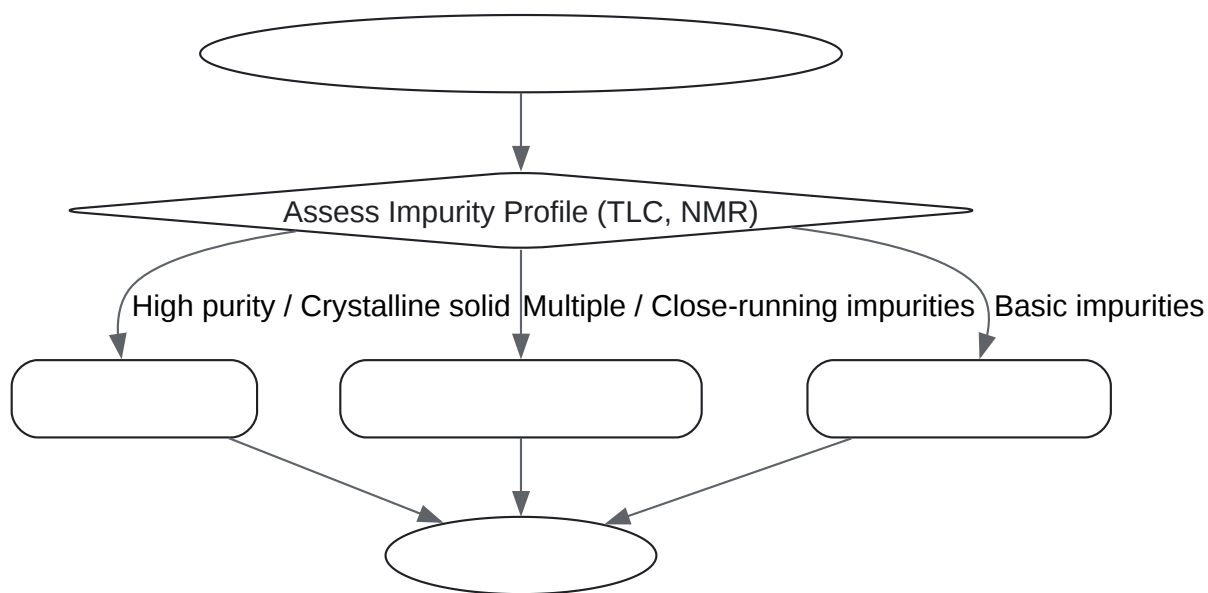 Assess Impurity Profile (TLC, NMR)
High purity / Crystalline solid
Multiple / Close-running impurities
Basic impurities